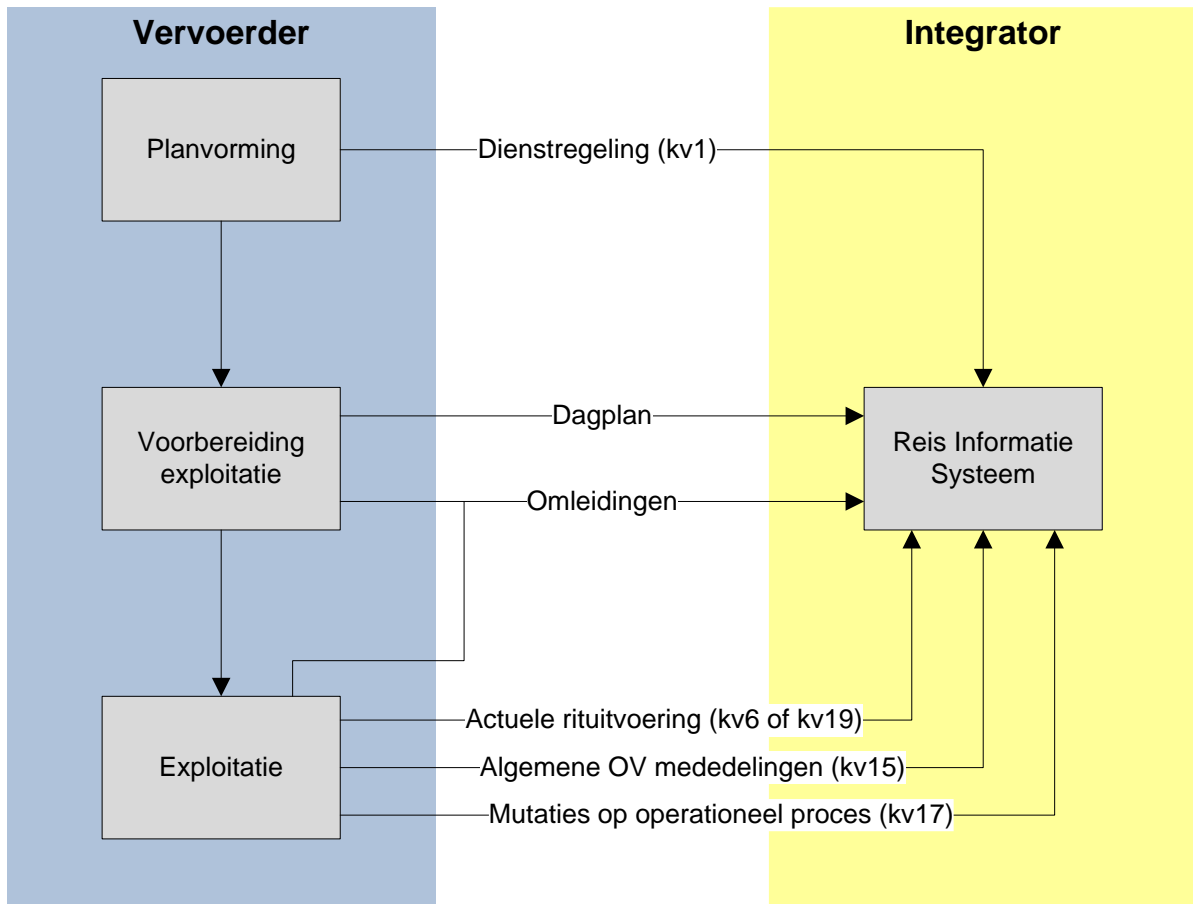 Vervoerder
Integrator
Planvorming
Dienstregeling (kv1)
Voorbereiding
exploitatie
Dagplan
Omleidingen
Reis Informatie
Systeem
Exploitatie
Actuele rituitvoering (kv6 of kv19)
Algemene OV mededelingen (kv15)
Mutaties op operationeel proces (kv17)